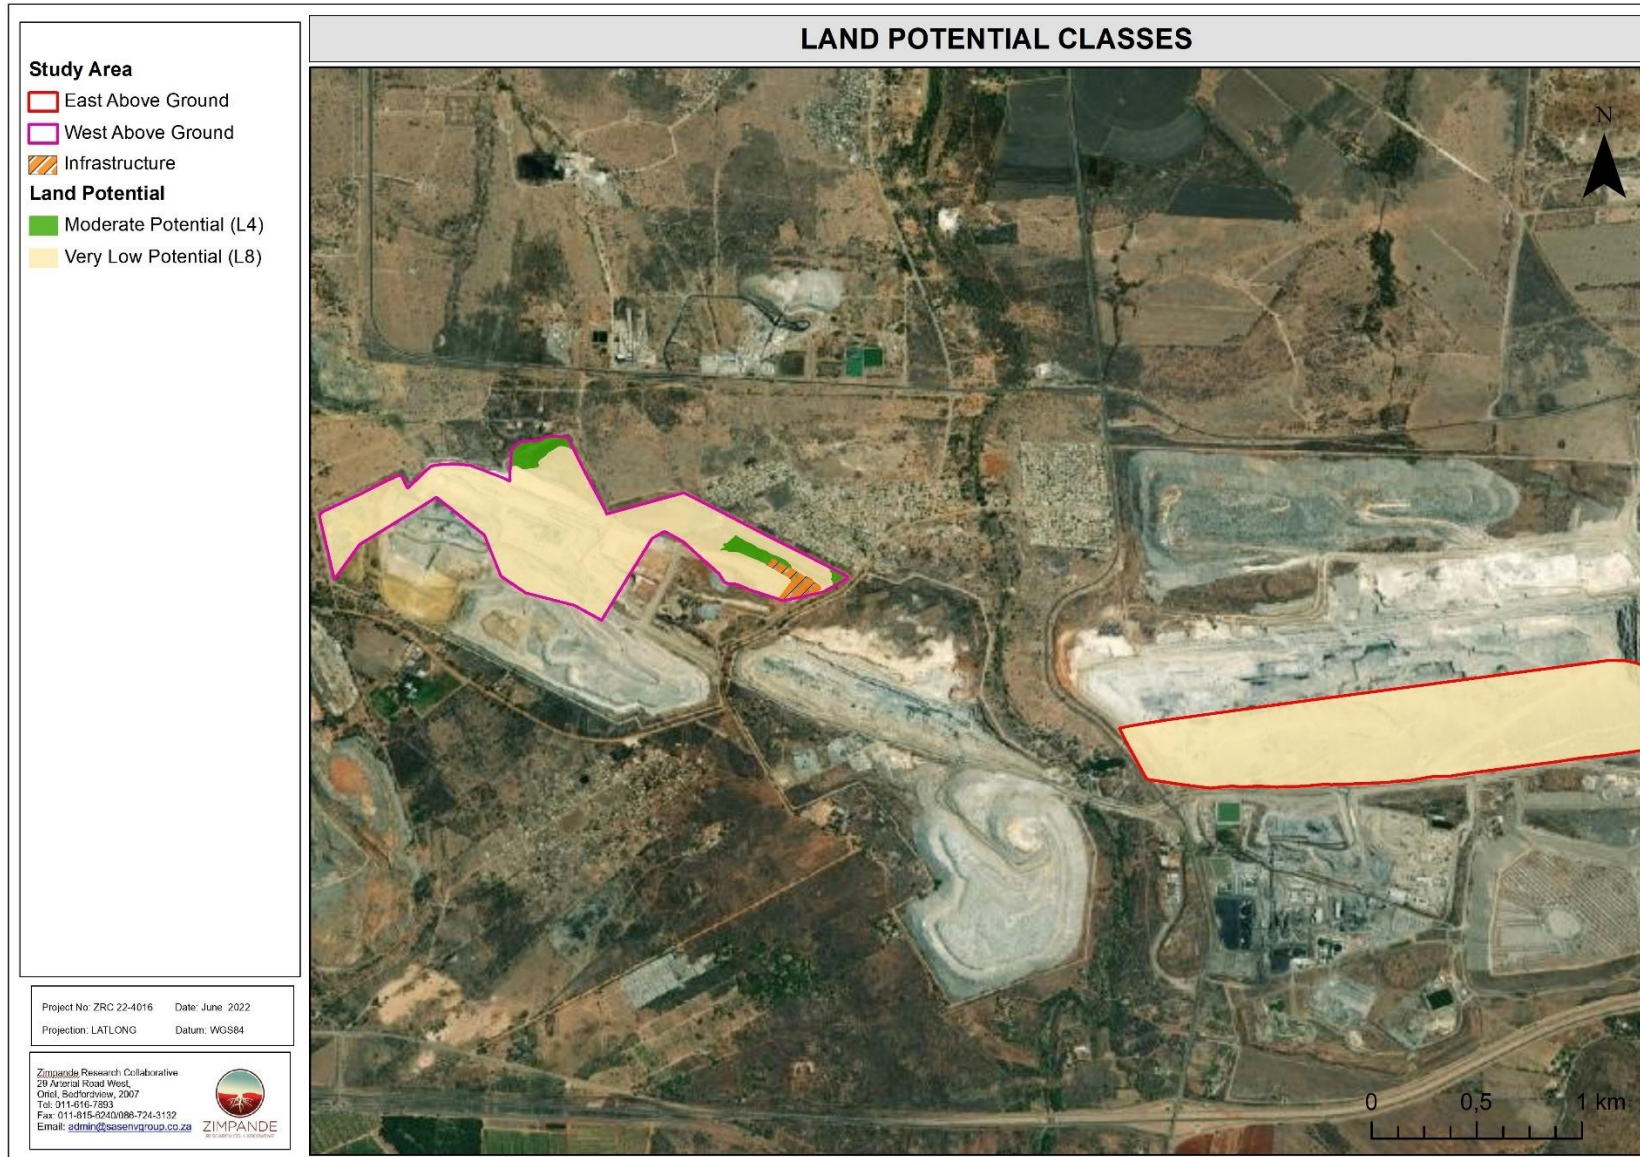 LAND POTENTIAL CLASSES
Study Area
East Above Ground
West Above Ground
Infrastructure
Land Potential
Moderate Potential (L4)
Very Low Potential (L8)
N
0 0,5 1 km
Project No: ZRC 22-4016 Date: June 2022
Projection: LATLONG Datum: WGS84
Zimpande Research Collaborative
29 Arterial Road West,
Oriel, Bedfordview, 2007
Tel: 011-616-7893
Fax: 011-615-6240/086-724-3132
Email: admin@sasenvgroup.co.za
ZIMPANDE
RESEARCH COLLABORATIVE